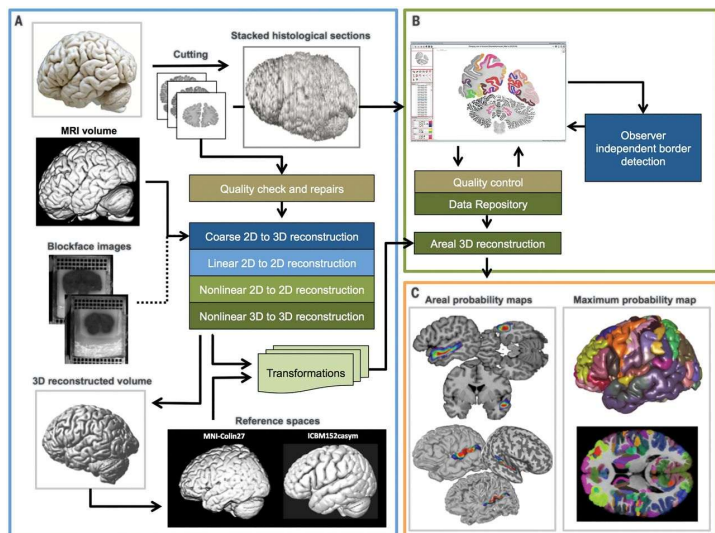 A
Cutting
Stacked histological sections
MRI volume
Quality check and repairs
Blockface images
Coarse 2D to 3D reconstruction
Linear 2D to 2D reconstruction
Nonlinear 2D to 2D reconstruction
Nonlinear 3D to 3D reconstruction
Transformations
3D reconstructed volume
Reference spaces
MNI-Colin27
ICBM152casym
B
Observer
independent border
detection
Quality control
Data Repository
Areal 3D reconstruction
C
Areal probability maps
Maximum probability map